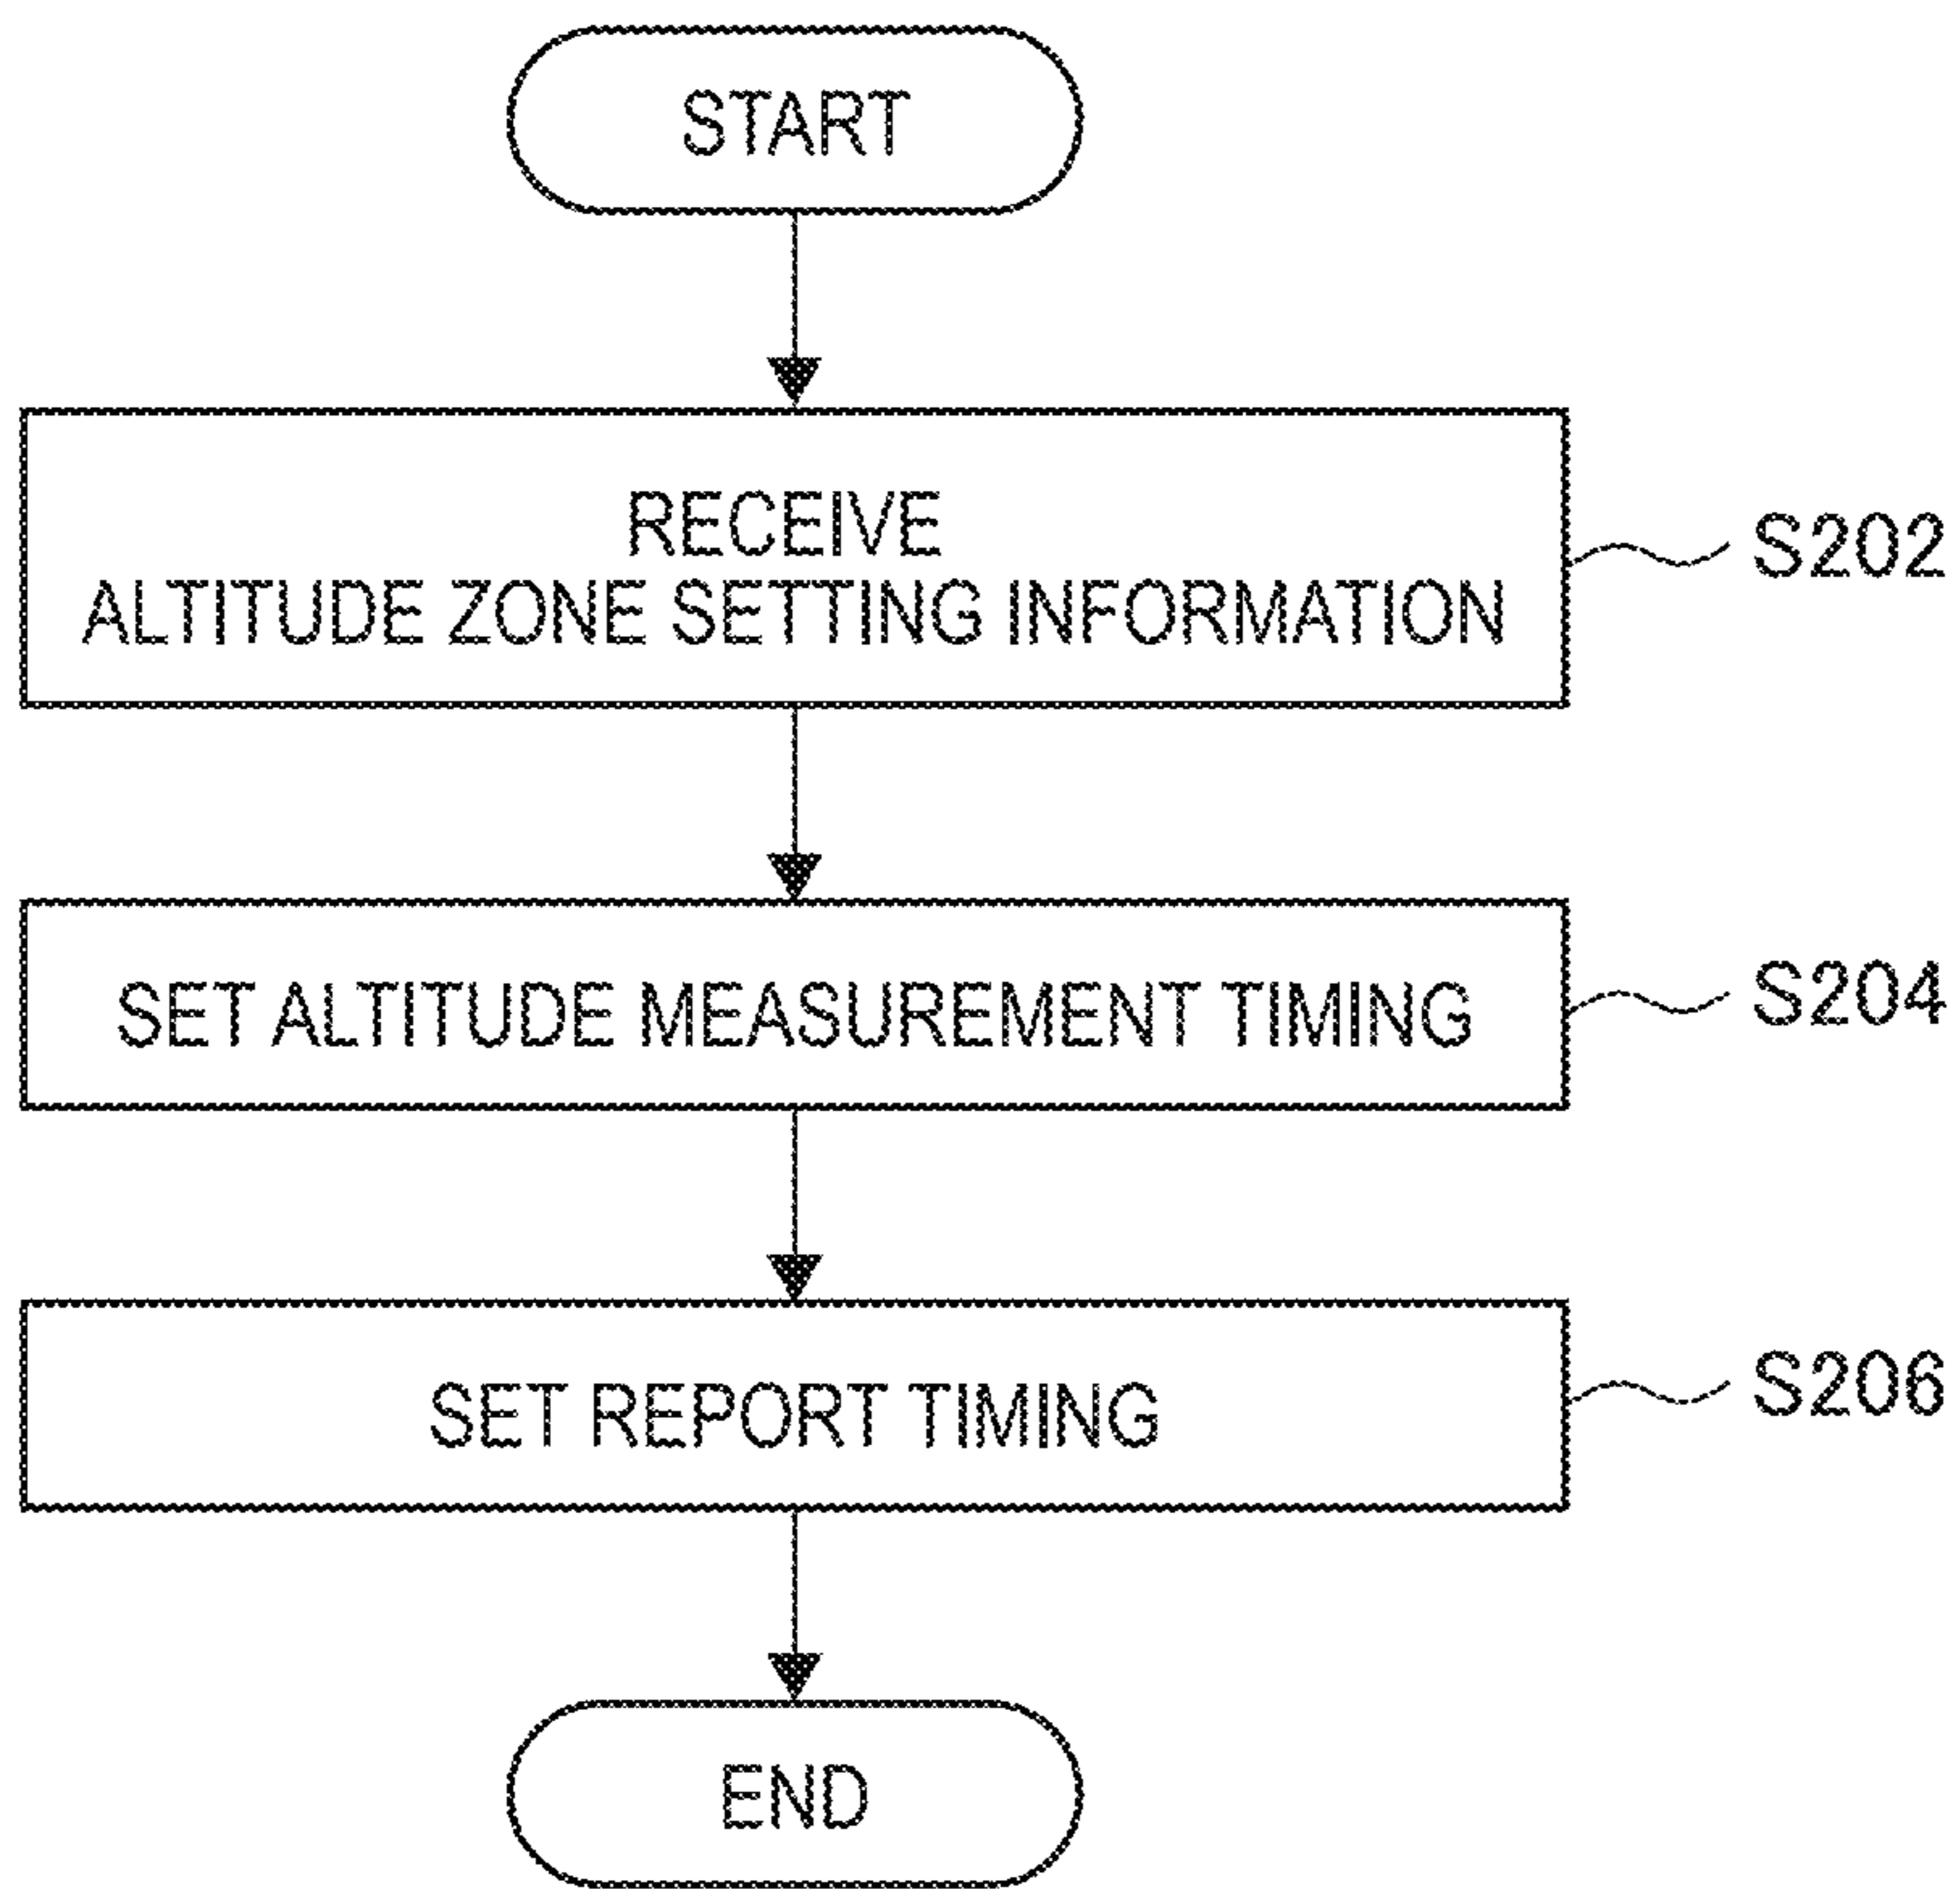 START
RECEIVE
ALTITUDE ZONE SETTING INFORMATION
S202
SET ALTITUDE MEASUREMENT TIMING
S204
SET REPORT TIMING
S206
END